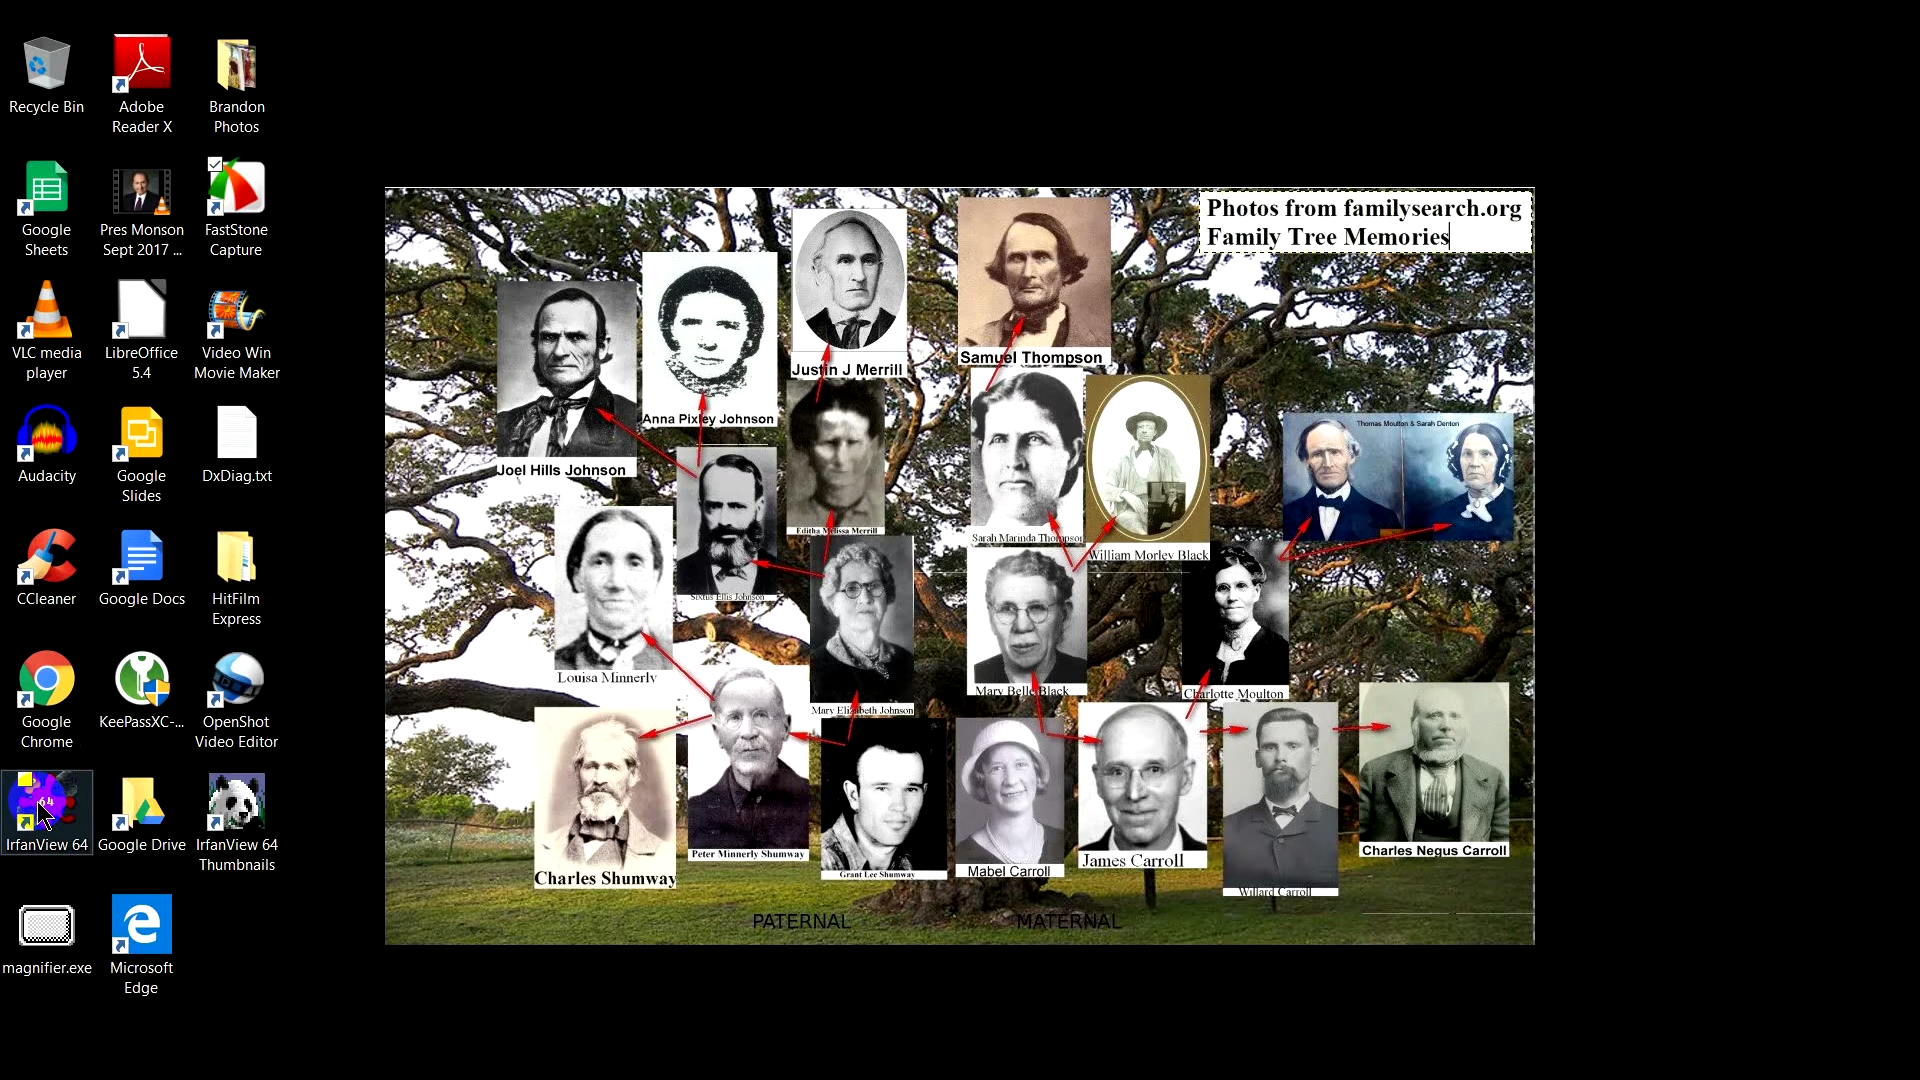 Recycle Bin
Adobe
Reader X
Brandon
Photos
Google
Sheets
Pres Monson
Sept 2017 ...
FastStone
Capture
VLC media
player
LibreOffice
5.4
Video Win
Movie Maker
Audacity
Google
Slides
DxDiag.txt
CCleaner
Google Docs
HitFilm
Express
Google
Chrome
KeePassXC-...
OpenShot
Video Editor
64
IrfanView 64
Google Drive
IrfanView 64
Thumbnails
magnifier.exe
Microsoft
Edge
Photos from familysearch.org
Family Tree Memories
Justin J Merrill
Samuel Thompson
Anna Pixley Johnson
Thomas Moulton & Sarah Denton
Joel Hills Johnson
Editha Melissa Merrill
Sarah Marinda Thompson
William Morley Black
Sixtus Ellis Johnson
Louisa Minnerly
Mary Elizabeth Johnson
Mary Belle Black
Charlotte Moulton
Charles Shumway
Peter Minnerly Shumway
Grant Lee Shumway
Mabel Carroll
James Carroll
Willard Carroll
Charles Negus Carroll
PATERNAL
MATERNAL